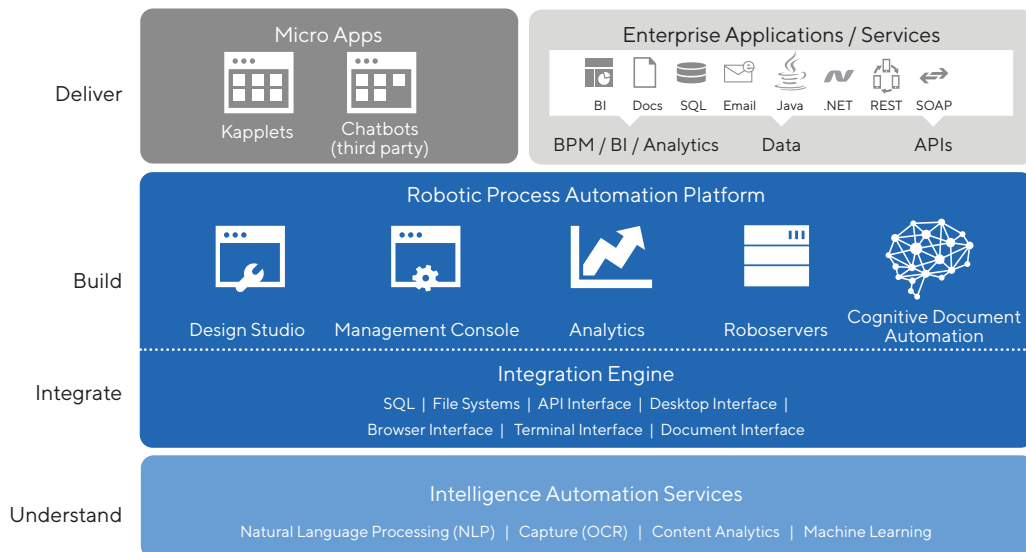 Deliver
Micro Apps
Kapplets
Chatbots
(third party)
Enterprise Applications / Services
BI Docs SQL Email Java .NET REST SOAP
BPM / BI / Analytics Data APIs
Build
Robotic Process Automation Platform
Design Studio Management Console Analytics Roboservers Cognitive Document
Automation
Integrate
Integration Engine
SQL | File Systems | API Interface | Desktop Interface |
Browser Interface | Terminal Interface | Document Interface
Understand
Intelligence Automation Services
Natural Language Processing (NLP) | Capture (OCR) | Content Analytics | Machine Learning